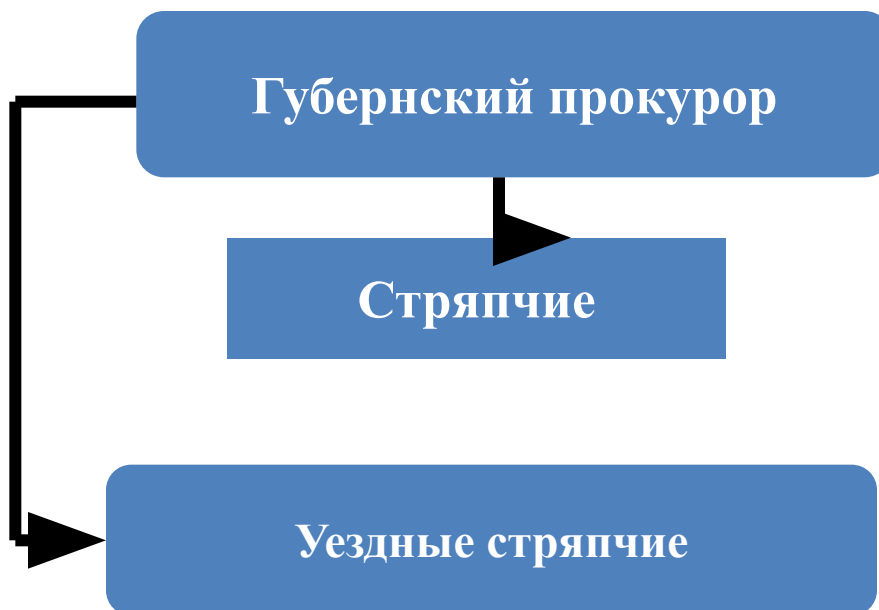 Губернский прокурор
Стряпчие
Уездные стряпчие